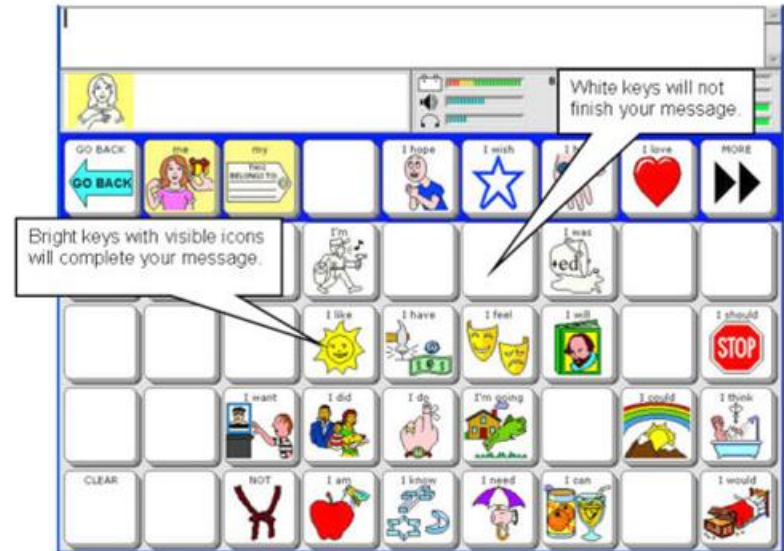 White keys will not
finish your message.
GO BACK
me
my
I hope
I wish
I love
MORE
GO BACK
THIS
BELONGS TO:
Bright keys with visible icons
will complete your message.
I'm
I was
+ed
I like
I have
I feel
I will
I should
STOP
I want
I did
I do
I'm going
I could
I think
CLEAR
NOT
I am
I know
I need
I can
I would